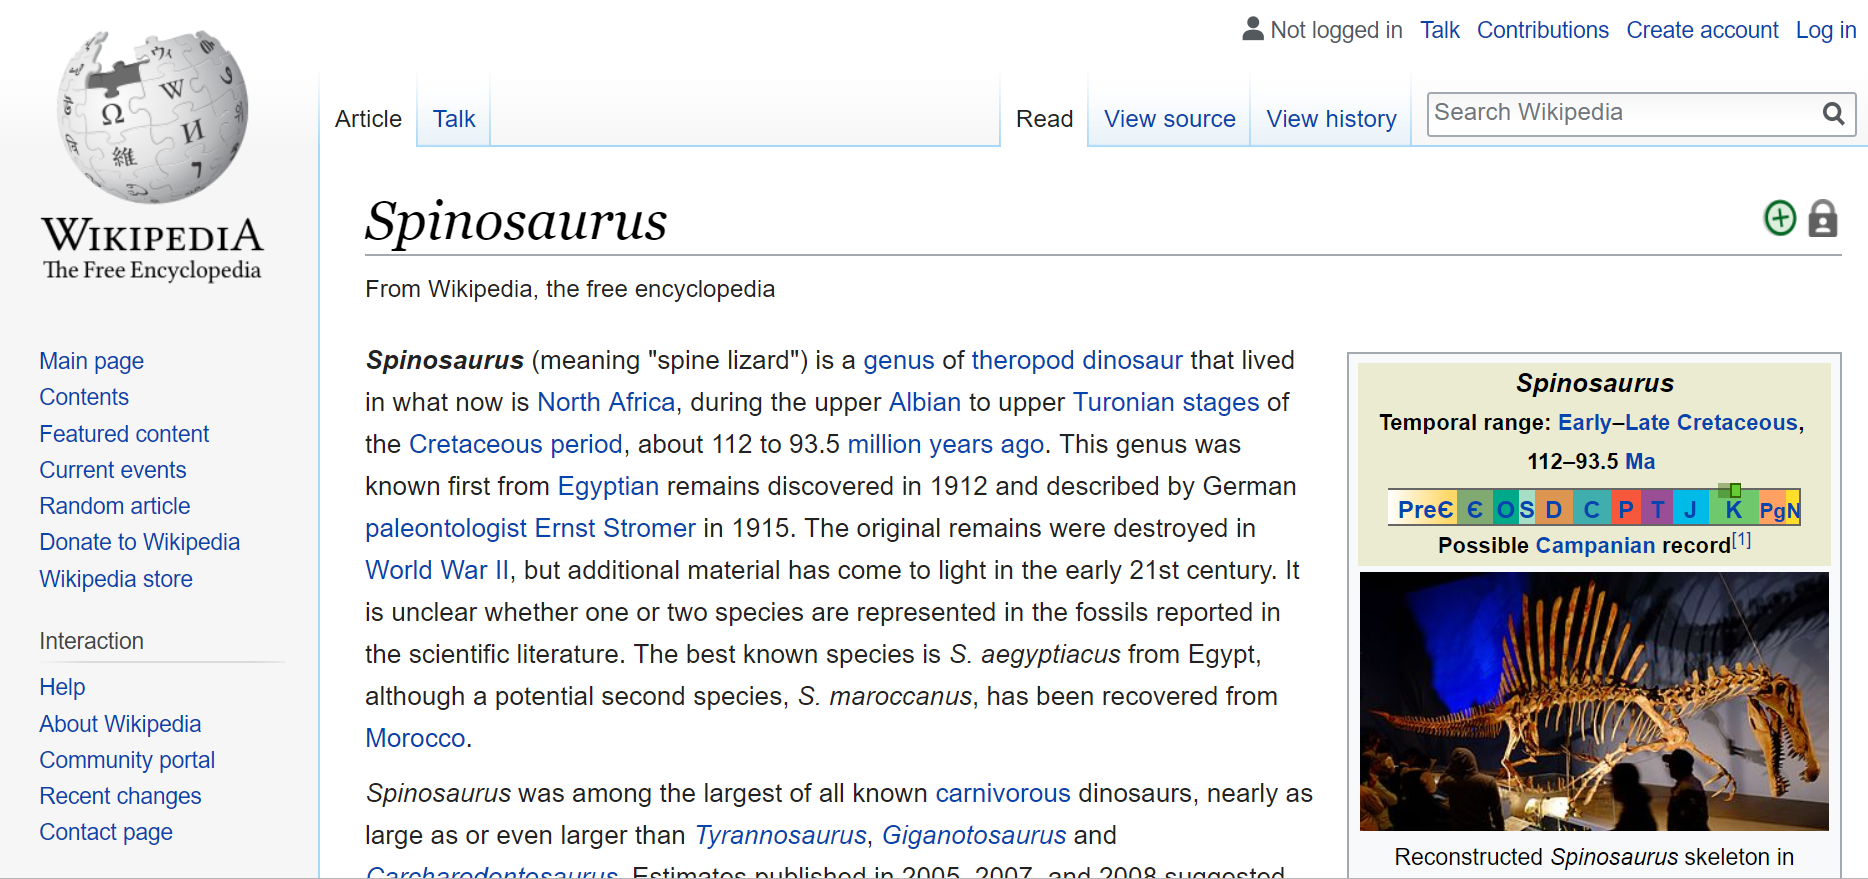 Not logged in Talk Contributions Create account Log in
Article Talk Read View source View history Search Wikipedia
WIKIPEDIA
The Free Encyclopedia
Main page
Contents
Featured content
Current events
Random article
Donate to Wikipedia
Wikipedia store
Interaction
Help
About Wikipedia
Community portal
Recent changes
Contact page
Spinosaurus
From Wikipedia, the free encyclopedia
Spinosaurus (meaning "spine lizard") is a genus of theropod dinosaur that lived
in what now is North Africa, during the upper Albian to upper Turonian stages of
the Cretaceous period, about 112 to 93.5 million years ago. This genus was
known first from Egyptian remains discovered in 1912 and described by German
paleontologist Ernst Stromer in 1915. The original remains were destroyed in
World War II, but additional material has come to light in the early 21st century. It
is unclear whether one or two species are represented in the fossils reported in
the scientific literature. The best known species is S. aegyptiacus from Egypt,
although a potential second species, S. maroccanus, has been recovered from
Morocco.
Spinosaurus was among the largest of all known carnivorous dinosaurs, nearly as
large as or even larger than Tyrannosaurus, Giganotosaurus and
Carcharodontosaurus. Estimates published in 2005, 2007, and 2008 suggested
Spinosaurus
Temporal range: Early–Late Cretaceous,
112–93.5 Ma
PreЄ Є O S D C P T J K Pg N
Possible Campanian record[1]
Reconstructed Spinosaurus skeleton in